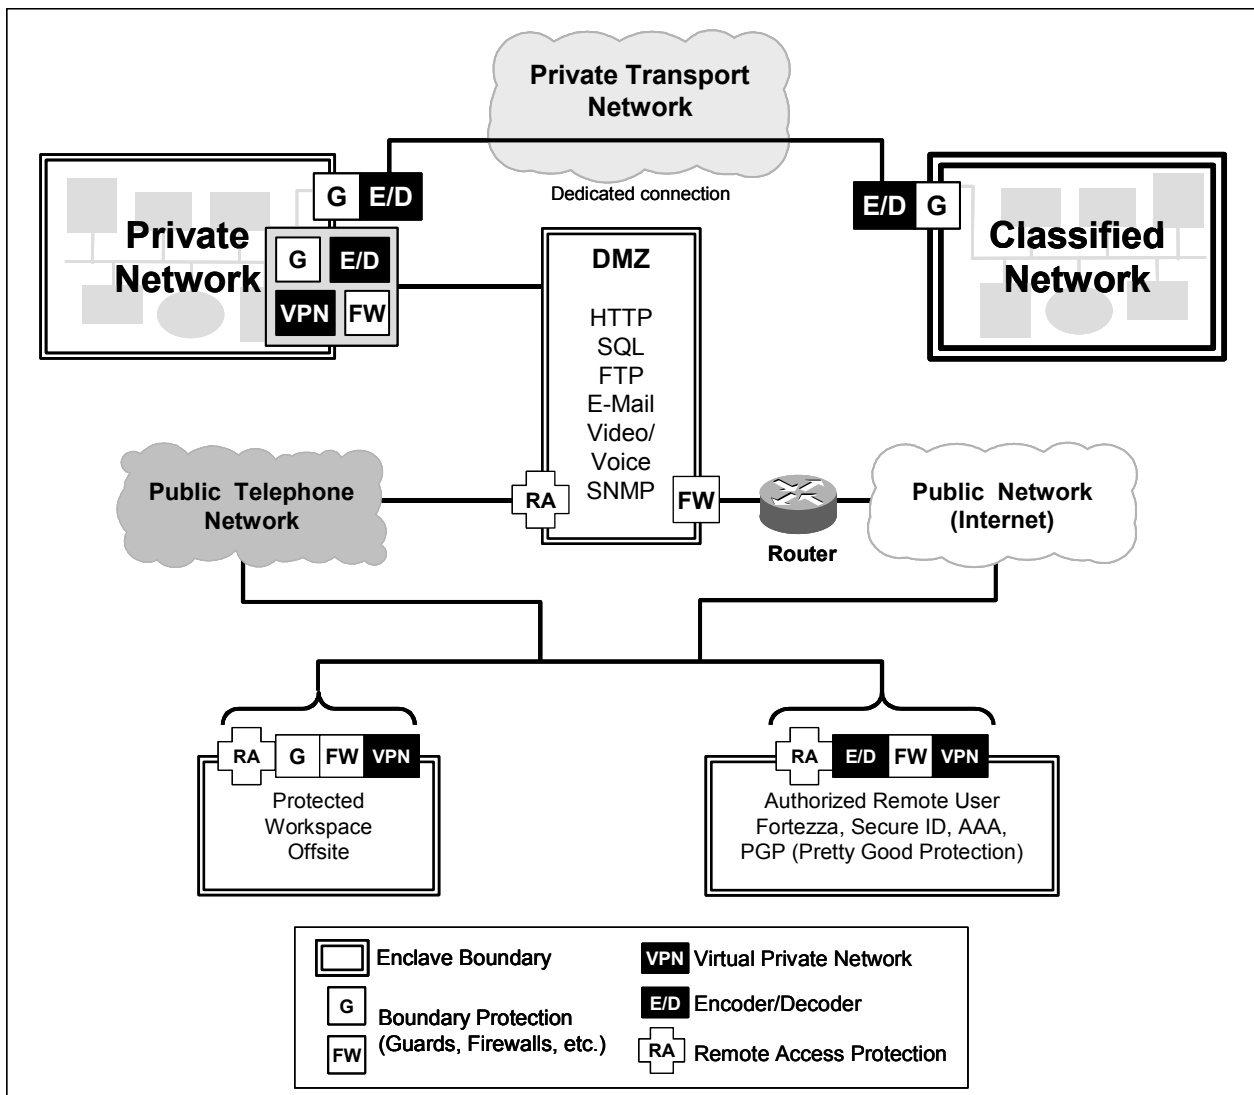 Private Transport
Network
Dedicated connection
G E/D
E/D G
Private
Network
Classified
Network
G E/D
VPN FW
DMZ
HTTP
SQL
FTP
E-Mail
Video/
Voice
SNMP
Public Telephone
Network
RA
FW
Router
Public Network
(Internet)
RA G FW VPN
Protected
Workspace
Offsite
RA E/D FW VPN
Authorized Remote User
Fortezza, Secure ID, AAA,
PGP (Pretty Good Protection)
Enclave Boundary
G
FW
Boundary Protection
(Guards, Firewalls, etc.)
VPN Virtual Private Network
E/D Encoder/Decoder
RA Remote Access Protection